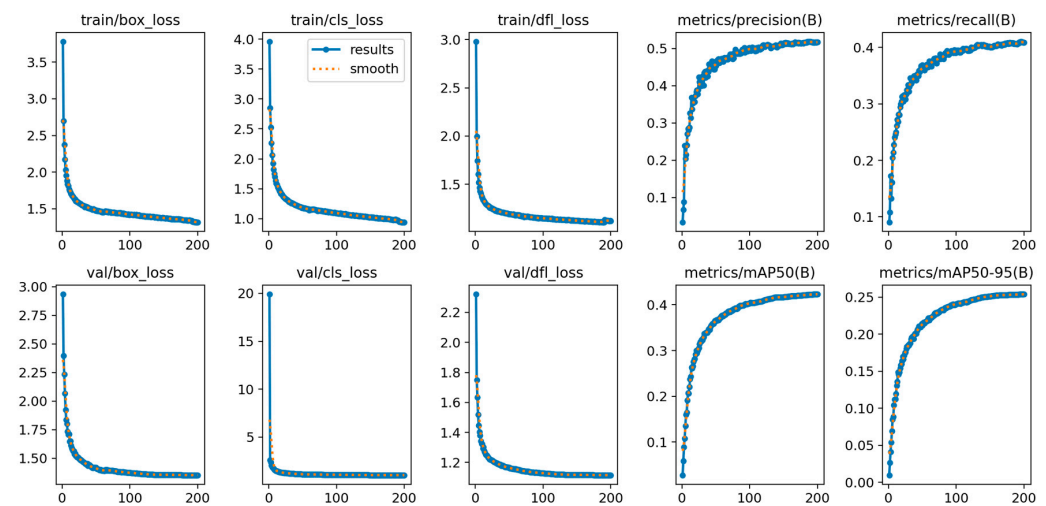 train/box_loss
3.5
3.0
2.5
2.0
1.5
0 100 200
train/cls_loss
results
smooth
4.0
3.5
3.0
2.5
2.0
1.5
1.0
0 100 200
train/dfl_loss
3.0
2.5
2.0
1.5
0 100 200
metrics/precision(B)
0.5
0.4
0.3
0.2
0.1
0 100 200
metrics/recall(B)
0.4
0.3
0.2
0.1
0 100 200
val/box_loss
3.00
2.75
2.50
2.25
2.00
1.75
1.50
0 100 200
val/cls_loss
20
15
10
5
0 100 200
val/dfl_loss
2.2
2.0
1.8
1.6
1.4
1.2
0 100 200
metrics/mAP50(B)
0.4
0.3
0.2
0.1
0 100 200
metrics/mAP50-95(B)
0.25
0.20
0.15
0.10
0.05
0.00
0 100 200